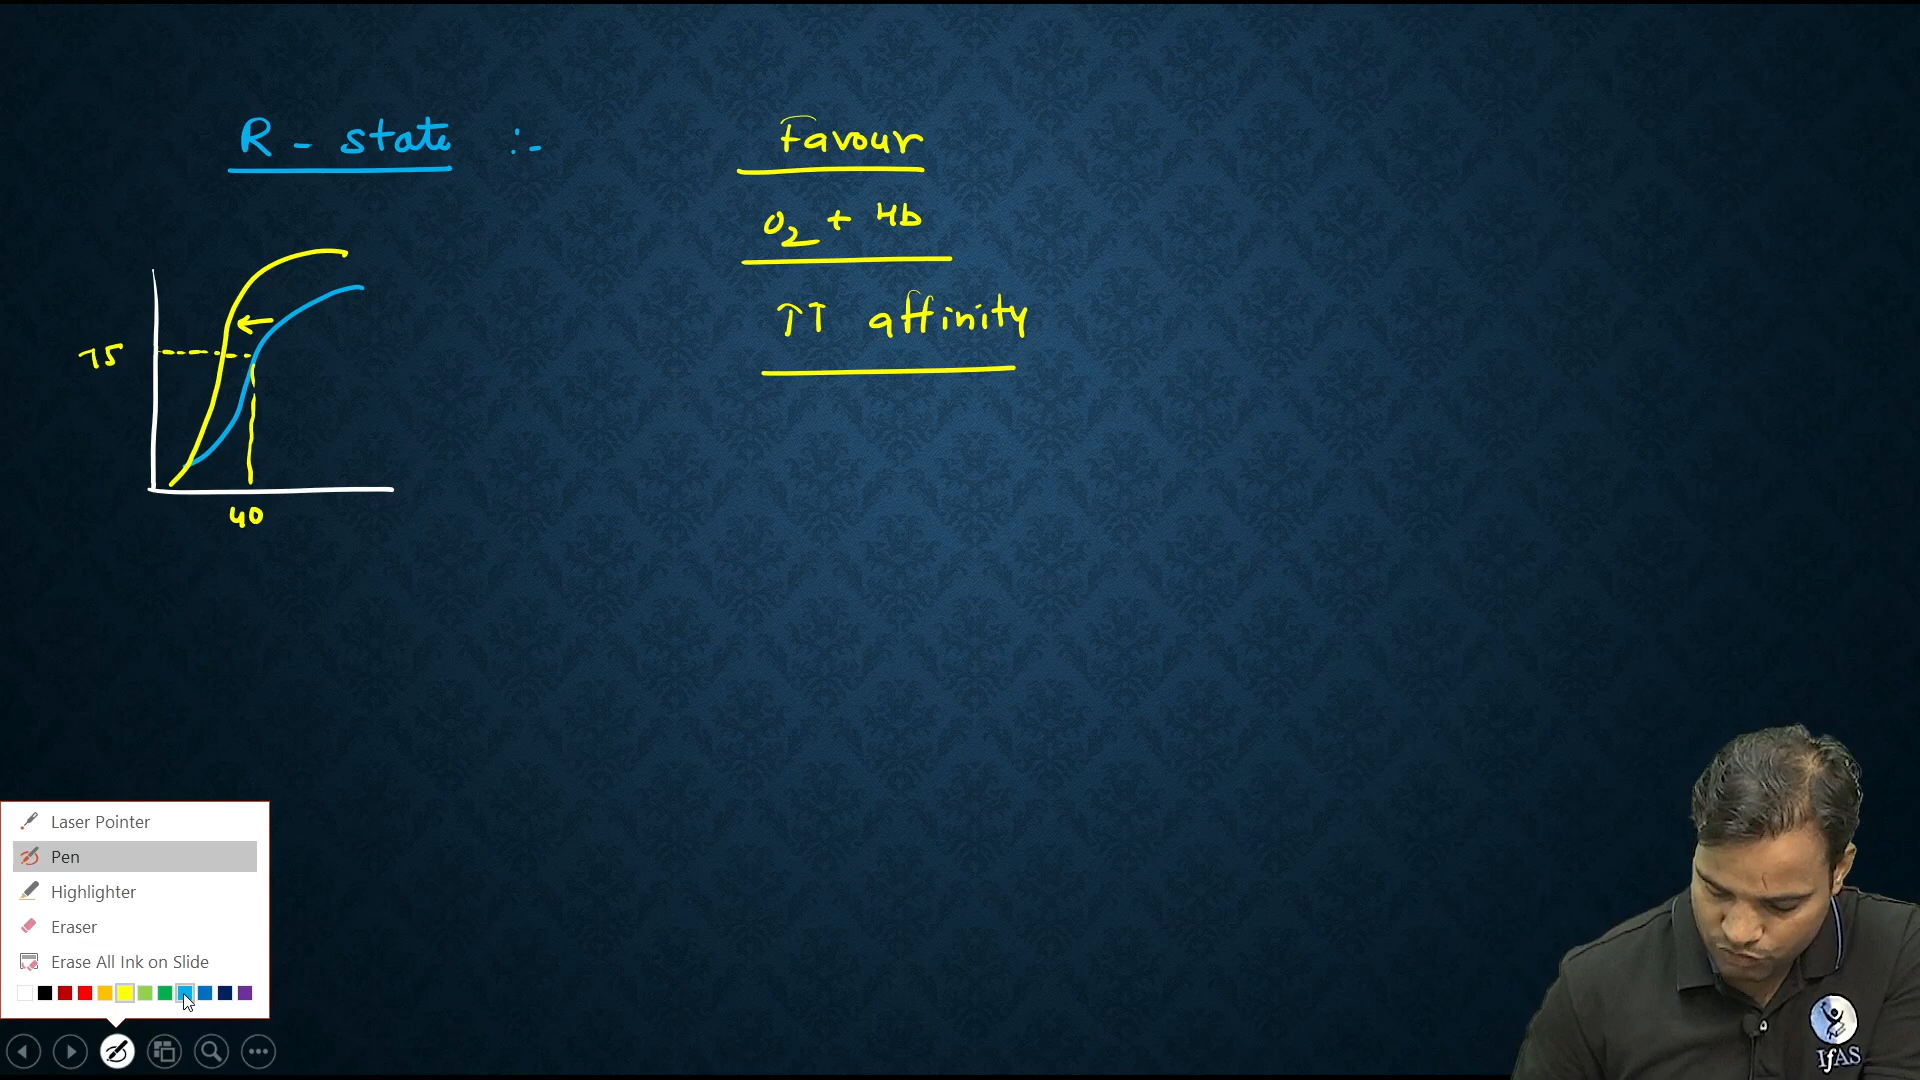 R - state :-
Favour
O2 + Hb
↑↑ affinity
75
40
Laser Pointer
Pen
Highlighter
Eraser
Erase All Ink on Slide
IfAS